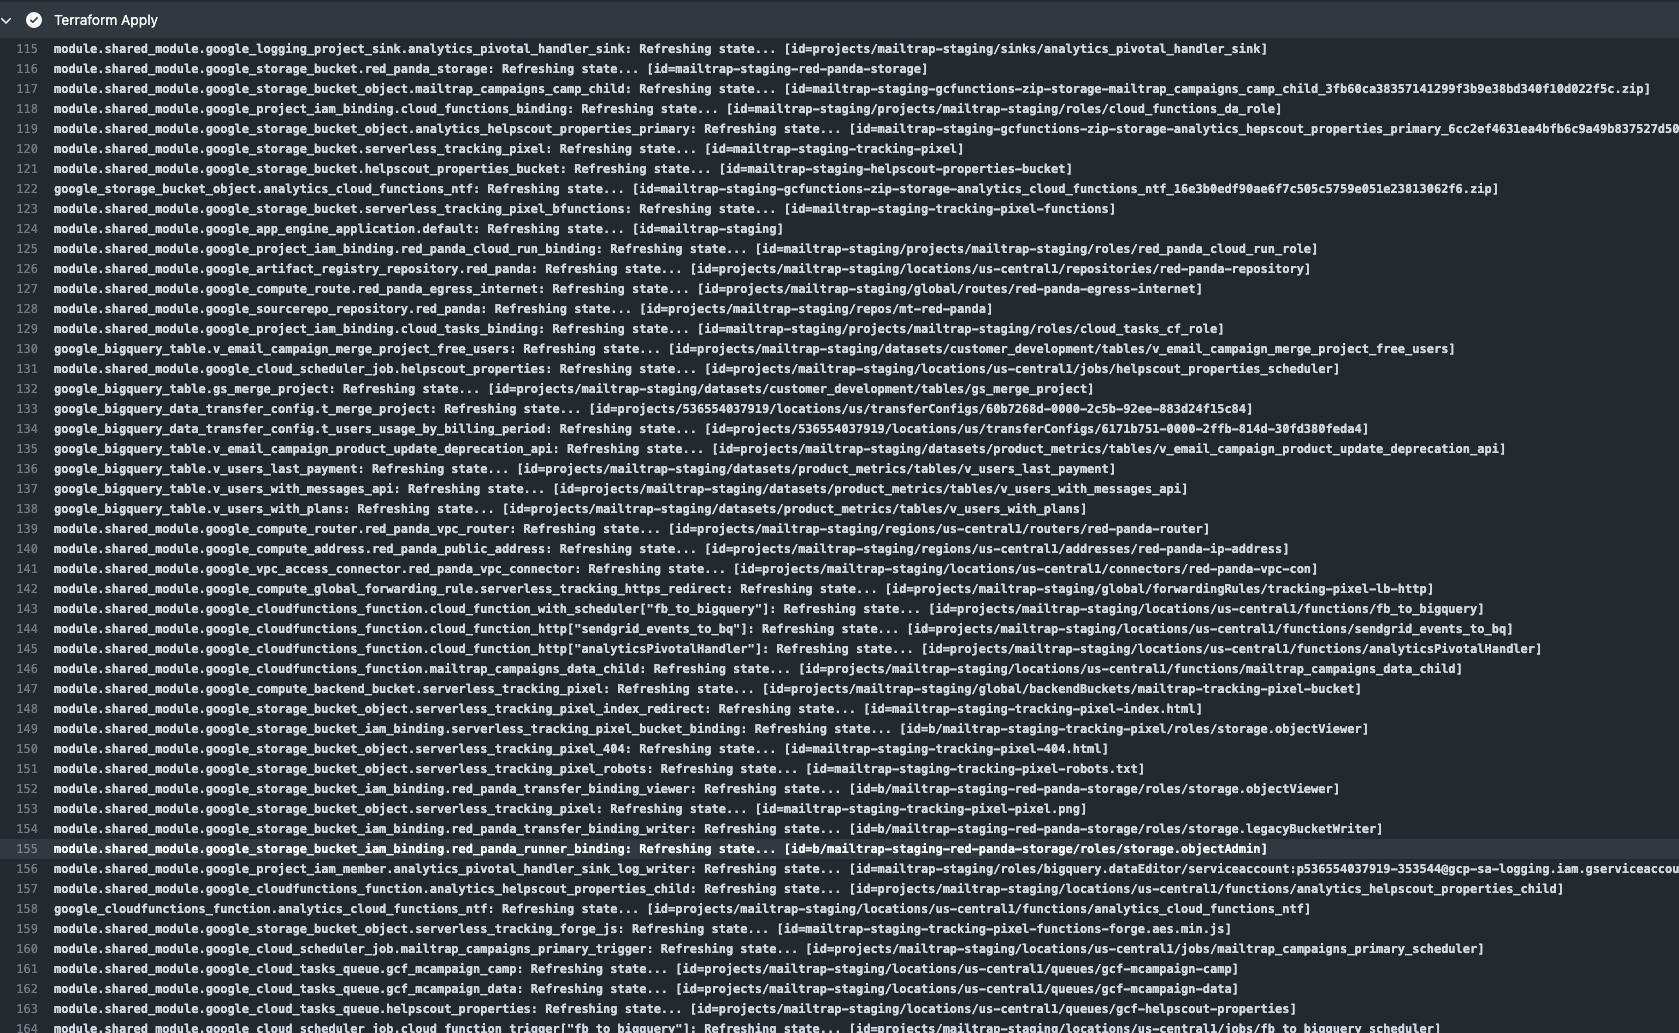 Terraform Apply
115 module.shared_module.google_logging_project_sink.analytics_pivotal_handler_sink: Refreshing state... [id=projects/mailtrap-staging/sinks/analytics_pivotal_handler_sink]
116 module.shared_module.google_storage_bucket.red_panda_storage: Refreshing state... [id=mailtrap-staging-red-panda-storage]
117 module.shared_module.google_storage_bucket_object.mailtrap_campaigns_camp_child: Refreshing state... [id=mailtrap-staging-gcfunctions-zip-storage-mailtrap_campaigns_camp_child_3fb60ca38357141299f3b9e38bd340f10d022f5c.zip]
118 module.shared_module.google_project_iam_binding.cloud_functions_binding: Refreshing state... [id=mailtrap-staging/projects/mailtrap-staging/roles/cloud_functions_da_role]
119 module.shared_module.google_storage_bucket_object.analytics_helpscout_properties_primary: Refreshing state... [id=mailtrap-staging-gcfunctions-zip-storage-analytics_hepscout_properties_primary_6cc2ef4631ea4bfb6c9a49b837527d50
120 module.shared_module.google_storage_bucket.serverless_tracking_pixel: Refreshing state... [id=mailtrap-staging-tracking-pixel]
121 module.shared_module.google_storage_bucket.helpscout_properties_bucket: Refreshing state... [id=mailtrap-staging-helpscout-properties-bucket]
122 google_storage_bucket_object.analytics_cloud_functions_ntf: Refreshing state... [id=mailtrap-staging-gcfunctions-zip-storage-analytics_cloud_functions_ntf_16e3b0edf90ae6f7c505c5759e051e23813062f6.zip]
123 module.shared_module.google_storage_bucket.serverless_tracking_pixel_bfunctions: Refreshing state... [id=mailtrap-staging-tracking-pixel-functions]
124 module.shared_module.google_app_engine_application.default: Refreshing state... [id=mailtrap-staging]
125 module.shared_module.google_project_iam_binding.red_panda_cloud_run_binding: Refreshing state... [id=mailtrap-staging/projects/mailtrap-staging/roles/red_panda_cloud_run_role]
126 module.shared_module.google_artifact_registry_repository.red_panda: Refreshing state... [id=projects/mailtrap-staging/locations/us-central1/repositories/red-panda-repository]
127 module.shared_module.google_compute_route.red_panda_egress_internet: Refreshing state... [id=projects/mailtrap-staging/global/routes/red-panda-egress-internet]
128 module.shared_module.google_sourcerepo_repository.red_panda: Refreshing state... [id=projects/mailtrap-staging/repos/mt-red-panda]
129 module.shared_module.google_project_iam_binding.cloud_tasks_binding: Refreshing state... [id=mailtrap-staging/projects/mailtrap-staging/roles/cloud_tasks_cf_role]
130 google_bigquery_table.v_email_campaign_merge_project_free_users: Refreshing state... [id=projects/mailtrap-staging/datasets/customer_development/tables/v_email_campaign_merge_project_free_users]
131 module.shared_module.google_cloud_scheduler_job.helpscout_properties: Refreshing state... [id=projects/mailtrap-staging/locations/us-central1/jobs/helpscout_properties_scheduler]
132 google_bigquery_table.gs_merge_project: Refreshing state... [id=projects/mailtrap-staging/datasets/customer_development/tables/gs_merge_project]
133 google_bigquery_data_transfer_config.t_merge_project: Refreshing state... [id=projects/536554037919/locations/us/transferConfigs/60b7268d-0000-2c5b-92ee-883d24f15c84]
134 google_bigquery_data_transfer_config.t_users_usage_by_billing_period: Refreshing state... [id=projects/536554037919/locations/us/transferConfigs/6171b751-0000-2ffb-814d-30fd380feda4]
135 google_bigquery_table.v_email_campaign_product_update_deprecation_api: Refreshing state... [id=projects/mailtrap-staging/datasets/product_metrics/tables/v_email_campaign_product_update_deprecation_api]
136 google_bigquery_table.v_users_last_payment: Refreshing state... [id=projects/mailtrap-staging/datasets/product_metrics/tables/v_users_last_payment]
137 google_bigquery_table.v_users_with_messages_api: Refreshing state... [id=projects/mailtrap-staging/datasets/product_metrics/tables/v_users_with_messages_api]
138 google_bigquery_table.v_users_with_plans: Refreshing state... [id=projects/mailtrap-staging/datasets/product_metrics/tables/v_users_with_plans]
139 module.shared_module.google_compute_router.red_panda_vpc_router: Refreshing state... [id=projects/mailtrap-staging/regions/us-central1/routers/red-panda-router]
140 module.shared_module.google_compute_address.red_panda_public_address: Refreshing state... [id=projects/mailtrap-staging/regions/us-central1/addresses/red-panda-ip-address]
141 module.shared_module.google_vpc_access_connector.red_panda_vpc_connector: Refreshing state... [id=projects/mailtrap-staging/locations/us-central1/connectors/red-panda-vpc-con]
142 module.shared_module.google_compute_global_forwarding_rule.serverless_tracking_https_redirect: Refreshing state... [id=projects/mailtrap-staging/global/forwardingRules/tracking-pixel-lb-http]
143 module.shared_module.google_cloudfunctions_function.cloud_function_with_scheduler["fb_to_bigquery"]: Refreshing state... [id=projects/mailtrap-staging/locations/us-central1/functions/fb_to_bigquery]
144 module.shared_module.google_cloudfunctions_function.cloud_function_http["sendgrid_events_to_bq"]: Refreshing state... [id=projects/mailtrap-staging/locations/us-central1/functions/sendgrid_events_to_bq]
145 module.shared_module.google_cloudfunctions_function.cloud_function_http["analyticsPivotalHandler"]: Refreshing state... [id=projects/mailtrap-staging/locations/us-central1/functions/analyticsPivotalHandler]
146 module.shared_module.google_cloudfunctions_function.mailtrap_campaigns_data_child: Refreshing state... [id=projects/mailtrap-staging/locations/us-central1/functions/mailtrap_campaigns_data_child]
147 module.shared_module.google_compute_backend_bucket.serverless_tracking_pixel: Refreshing state... [id=projects/mailtrap-staging/global/backendBuckets/mailtrap-tracking-pixel-bucket]
148 module.shared_module.google_storage_bucket_object.serverless_tracking_pixel_index_redirect: Refreshing state... [id=mailtrap-staging-tracking-pixel-index.html]
149 module.shared_module.google_storage_bucket_iam_binding.serverless_tracking_pixel_bucket_binding: Refreshing state... [id=b/mailtrap-staging-tracking-pixel/roles/storage.objectViewer]
150 module.shared_module.google_storage_bucket_object.serverless_tracking_pixel_404: Refreshing state... [id=mailtrap-staging-tracking-pixel-404.html]
151 module.shared_module.google_storage_bucket_object.serverless_tracking_pixel_robots: Refreshing state... [id=mailtrap-staging-tracking-pixel-robots.txt]
152 module.shared_module.google_storage_bucket_iam_binding.red_panda_transfer_binding_viewer: Refreshing state... [id=b/mailtrap-staging-red-panda-storage/roles/storage.objectViewer]
153 module.shared_module.google_storage_bucket_object.serverless_tracking_pixel: Refreshing state... [id=mailtrap-staging-tracking-pixel-pixel.png]
154 module.shared_module.google_storage_bucket_iam_binding.red_panda_transfer_binding_writer: Refreshing state... [id=b/mailtrap-staging-red-panda-storage/roles/storage.legacyBucketWriter]
155 module.shared_module.google_storage_bucket_iam_binding.red_panda_runner_binding: Refreshing state... [id=b/mailtrap-staging-red-panda-storage/roles/storage.objectAdmin]
156 module.shared_module.google_project_iam_member.analytics_pivotal_handler_sink_log_writer: Refreshing state... [id=mailtrap-staging/roles/bigquery.dataEditor/serviceaccount:p536554037919-353544@gcp-sa-logging.iam.gserviceaccou
157 module.shared_module.google_cloudfunctions_function.analytics_helpscout_properties_child: Refreshing state... [id=projects/mailtrap-staging/locations/us-central1/functions/analytics_helpscout_properties_child]
158 google_cloudfunctions_function.analytics_cloud_functions_ntf: Refreshing state... [id=projects/mailtrap-staging/locations/us-central1/functions/analytics_cloud_functions_ntf]
159 module.shared_module.google_storage_bucket_object.serverless_tracking_forge_js: Refreshing state... [id=mailtrap-staging-tracking-pixel-functions-forge.aes.min.js]
160 module.shared_module.google_cloud_scheduler_job.mailtrap_campaigns_primary_trigger: Refreshing state... [id=projects/mailtrap-staging/locations/us-central1/jobs/mailtrap_campaigns_primary_scheduler]
161 module.shared_module.google_cloud_tasks_queue.gcf_mcampaign_camp: Refreshing state... [id=projects/mailtrap-staging/locations/us-central1/queues/gcf-mcampaign-camp]
162 module.shared_module.google_cloud_tasks_queue.gcf_mcampaign_data: Refreshing state... [id=projects/mailtrap-staging/locations/us-central1/queues/gcf-mcampaign-data]
163 module.shared_module.google_cloud_tasks_queue.helpscout_properties: Refreshing state... [id=projects/mailtrap-staging/locations/us-central1/queues/gcf-helpscout-properties]
164 module.shared_module.google_cloud_scheduler_job.cloud_function_trigger["fb_to_bigquery"]: Refreshing state... [id=projects/mailtrap-staging/locations/us-central1/jobs/fb_to_bigquery_scheduler]